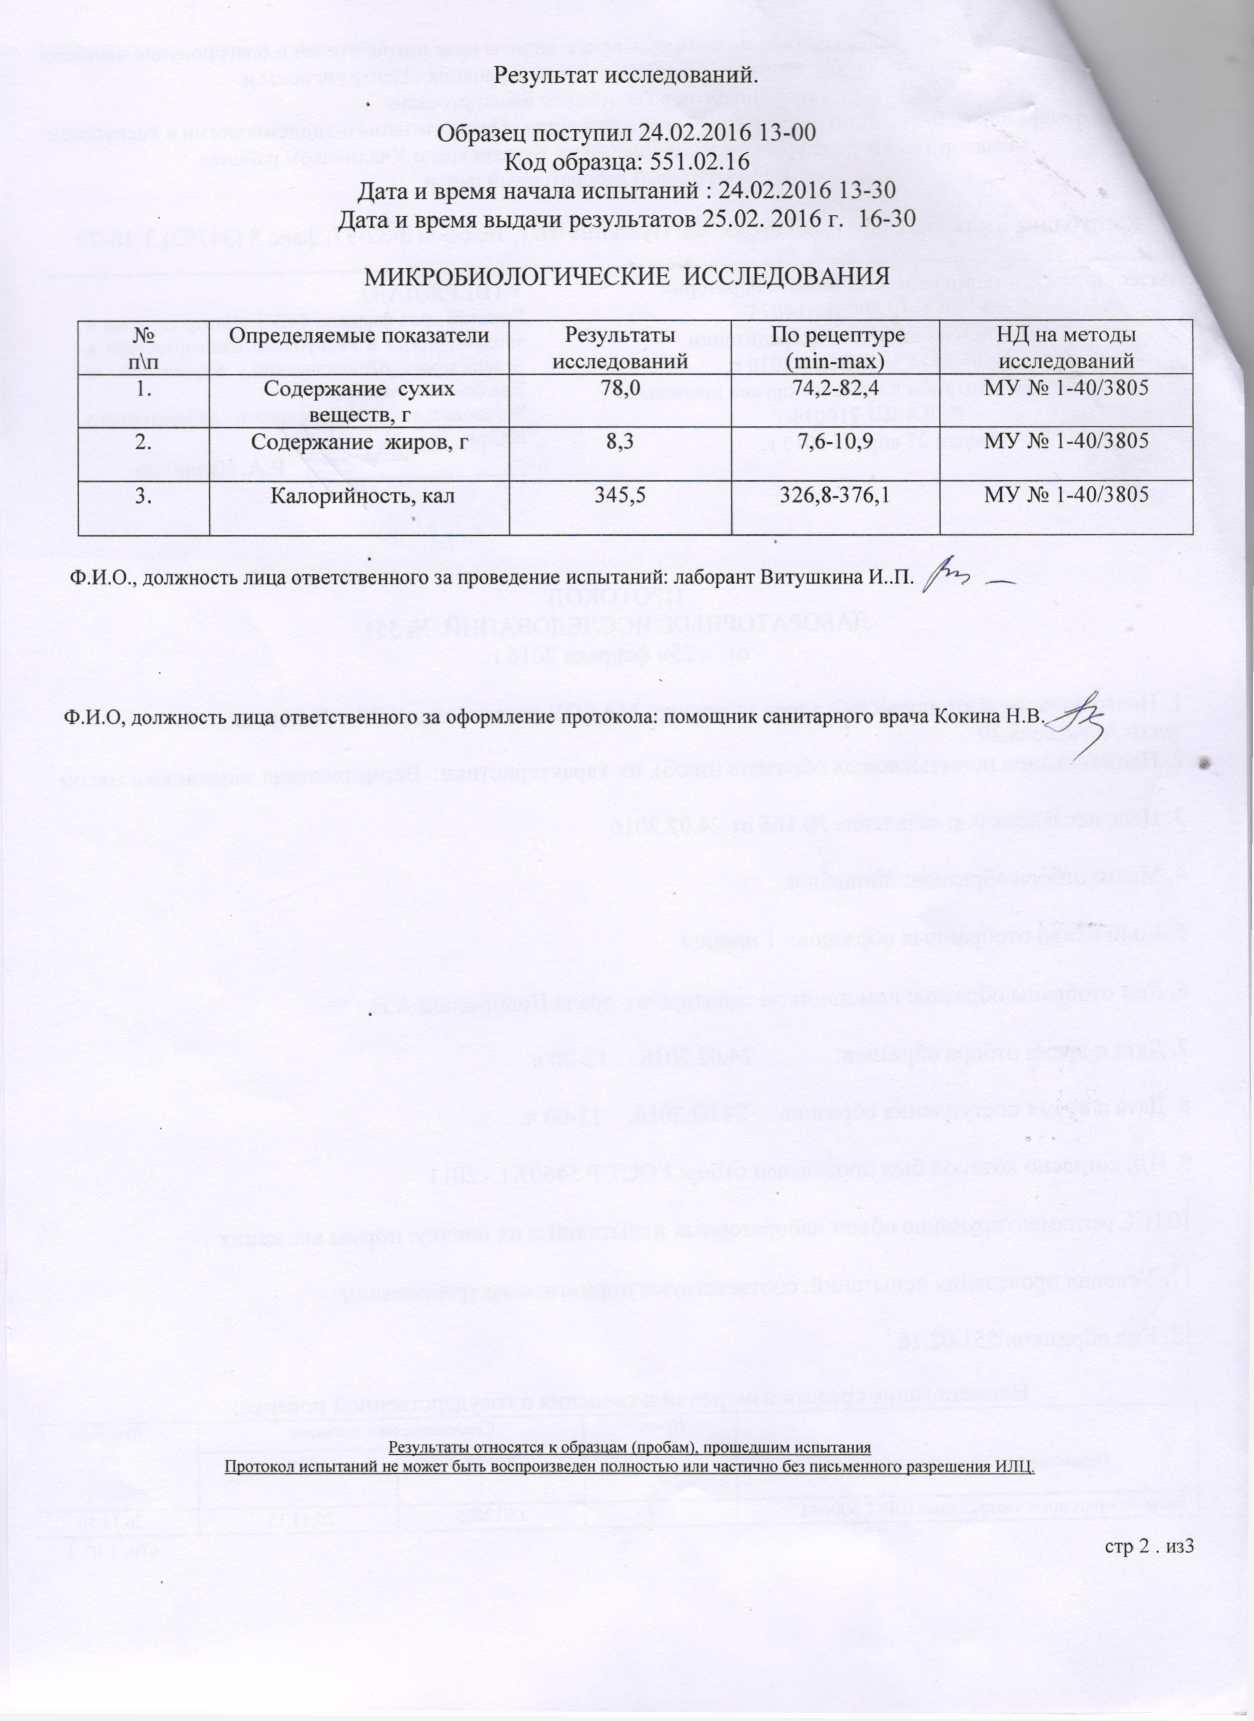 Результат исследований.
Образец поступил 24.02.2016 13-00
Код образца: 551.02.16
Дата и время начала испытаний : 24.02.2016 13-30
Дата и время выдачи результатов 25.02. 2016 г. 16-30
МИКРОБИОЛОГИЧЕСКИЕ ИССЛЕДОВАНИЯ
№ п\п Определяемые показатели Результаты исследований По рецептуре (min-max) НД на методы исследований
1. Содержание сухих веществ, г 78,0 74,2-82,4 МУ № 1-40/3805
2. Содержание жиров, г 8,3 7,6-10,9 МУ № 1-40/3805
3. Калорийность, кал 345,5 326,8-376,1 МУ № 1-40/3805
Ф.И.О., должность лица ответственного за проведение испытаний: лаборант Витушкина И..П.
Ф.И.О, должность лица ответственного за оформление протокола: помощник санитарного врача Кокина Н.В.
Результаты относятся к образцам (пробам), прошедшим испытания
Протокол испытаний не может быть воспроизведен полностью или частично без письменного разрешения ИЛЦ.
стр 2 . из3